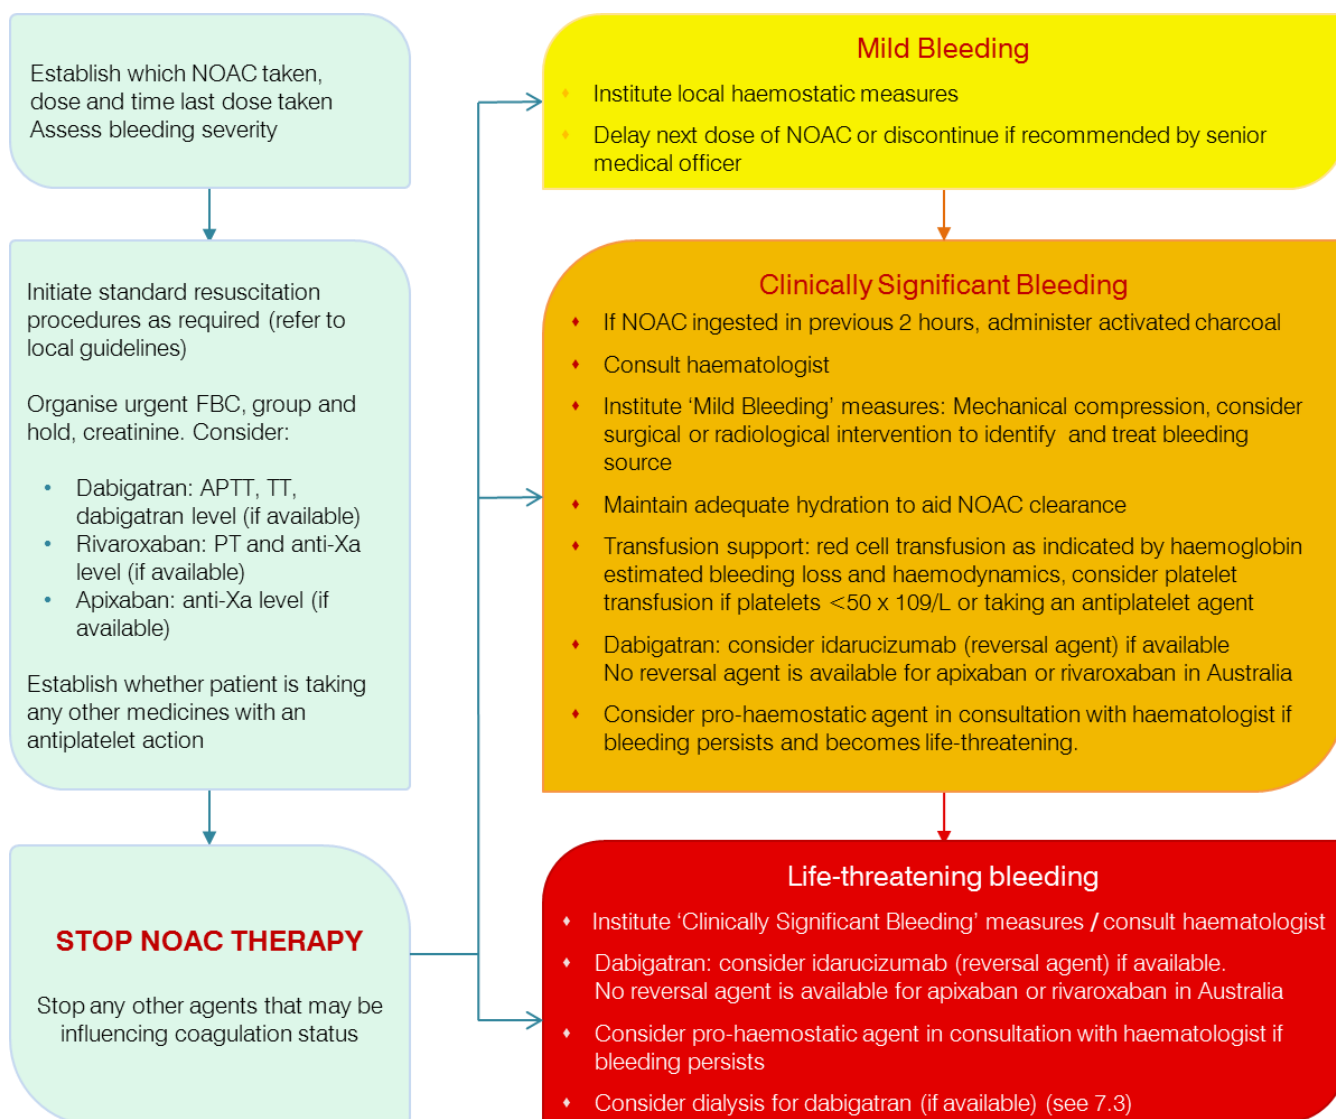 Establish which NOAC taken,
dose and time last dose taken
Assess bleeding severity
Initiate standard resuscitation
procedures as required (refer to
local guidelines)
Organise urgent FBC, group and
hold, creatinine. Consider:
• Dabigatran: APTT, TT,
dabigatran level (if available)
• Rivaroxaban: PT and anti-Xa
level (if available)
• Apixaban: anti-Xa level (if
available)
Establish whether patient is taking
any other medicines with an
antiplatelet action
STOP NOAC THERAPY
Stop any other agents that may be
influencing coagulation status
Mild Bleeding
♦ Institute local haemostatic measures
♦ Delay next dose of NOAC or discontinue if recommended by senior
medical officer
Clinically Significant Bleeding
♦ If NOAC ingested in previous 2 hours, administer activated charcoal
♦ Consult haematologist
♦ Institute ‘Mild Bleeding’ measures: Mechanical compression, consider
surgical or radiological intervention to identify and treat bleeding
source
♦ Maintain adequate hydration to aid NOAC clearance
♦ Transfusion support: red cell transfusion as indicated by haemoglobin
estimated bleeding loss and haemodynamics, consider platelet
transfusion if platelets <50 x 109/L or taking an antiplatelet agent
♦ Dabigatran: consider idarucizumab (reversal agent) if available
No reversal agent is available for apixaban or rivaroxaban in Australia
♦ Consider pro-haemostatic agent in consultation with haematologist if
bleeding persists and becomes life-threatening.
Life-threatening bleeding
♦ Institute ‘Clinically Significant Bleeding’ measures / consult haematologist
♦ Dabigatran: consider idarucizumab (reversal agent) if available.
No reversal agent is available for apixaban or rivaroxaban in Australia
♦ Consider pro-haemostatic agent in consultation with haematologist if
bleeding persists
♦ Consider dialysis for dabigatran (if available) (see 7.3)